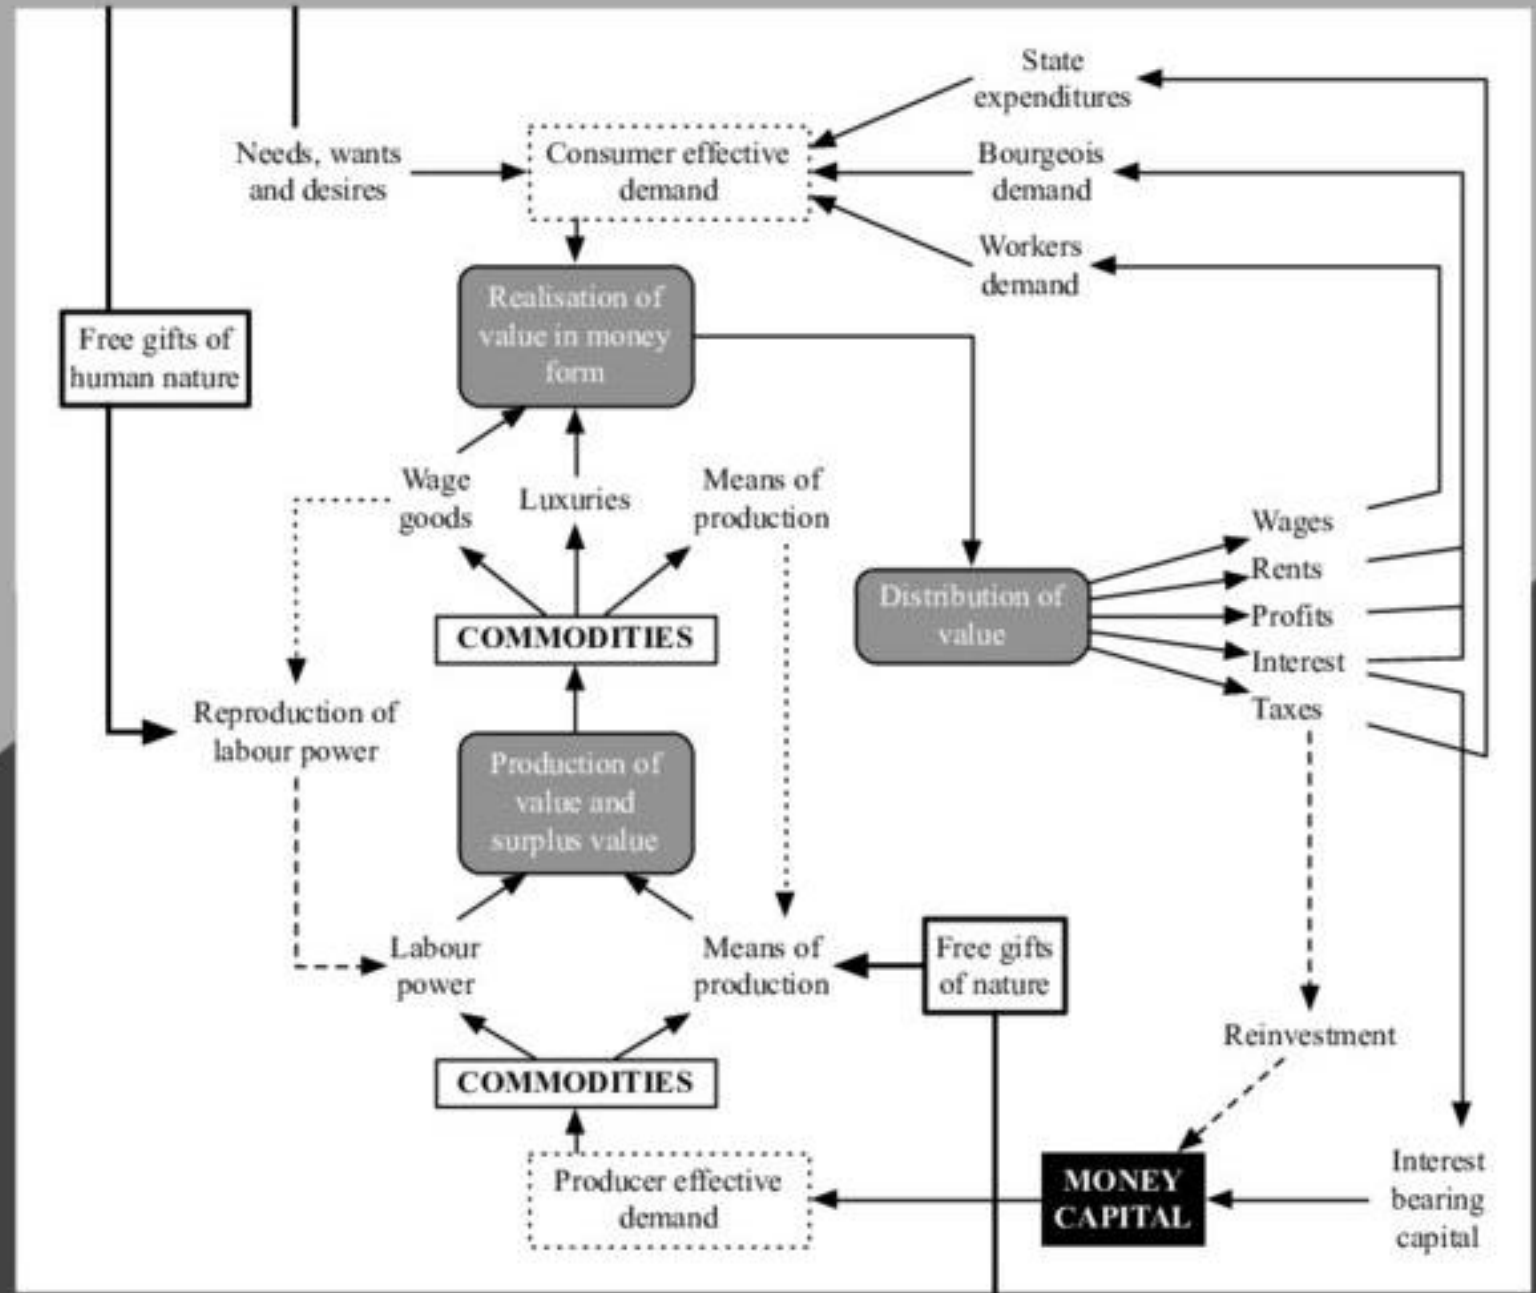 State
expenditures
Needs, wants
and desires
Consumer effective
demand
Bourgeois
demand
Workers
demand
Realisation of
value in money
form
Free gifts of
human nature
Wage
goods
Luxuries
Means of
production
Wages
Rents
Profits
Interest
Taxes
Distribution of
value
COMMODITIES
Reproduction of
labour power
Production of
value and
surplus value
Labour
power
Means of
production
Free gifts
of nature
Reinvestment
COMMODITIES
Producer effective
demand
MONEY
CAPITAL
Interest
bearing
capital